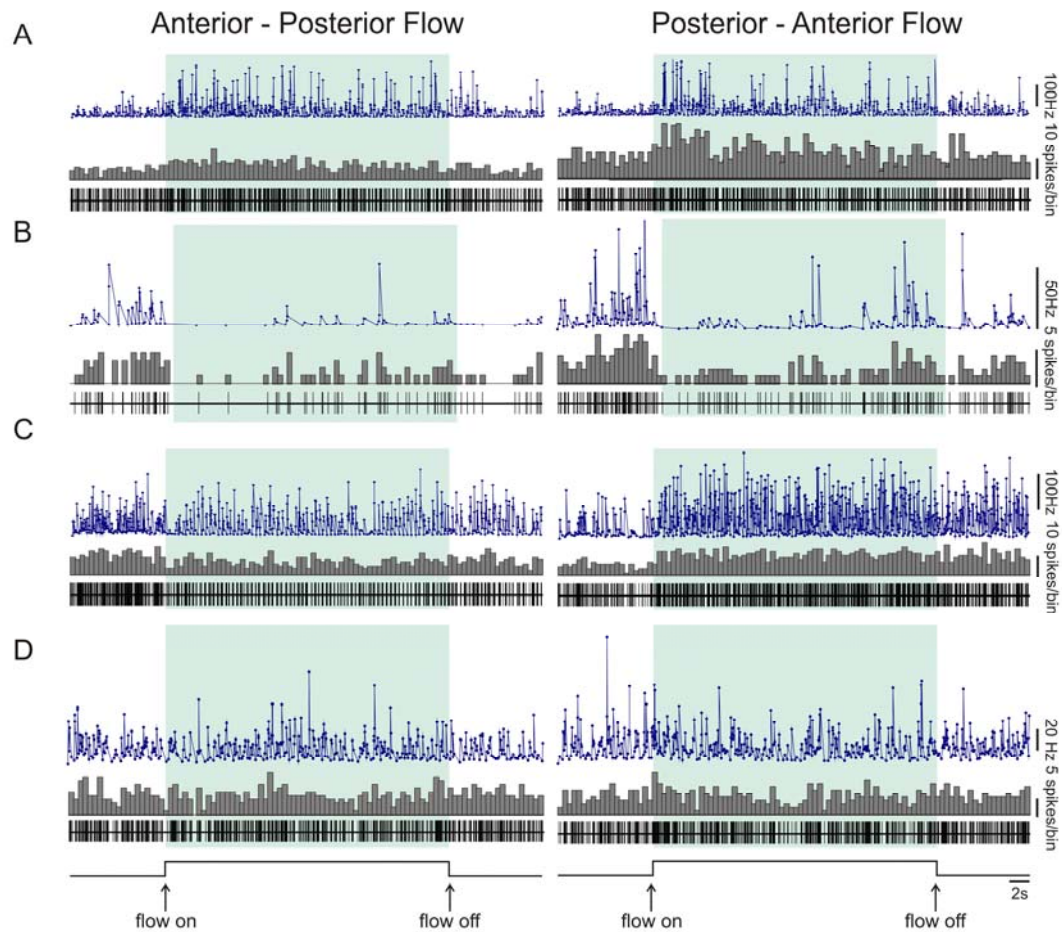 Anterior - Posterior Flow
Posterior - Anterior Flow
A
100Hz 10 spikes/bin
B
50Hz 5 spikes/bin
C
100Hz 10 spikes/bin
D
20 Hz 5 spikes/bin
2s
flow on
flow off
flow on
flow off